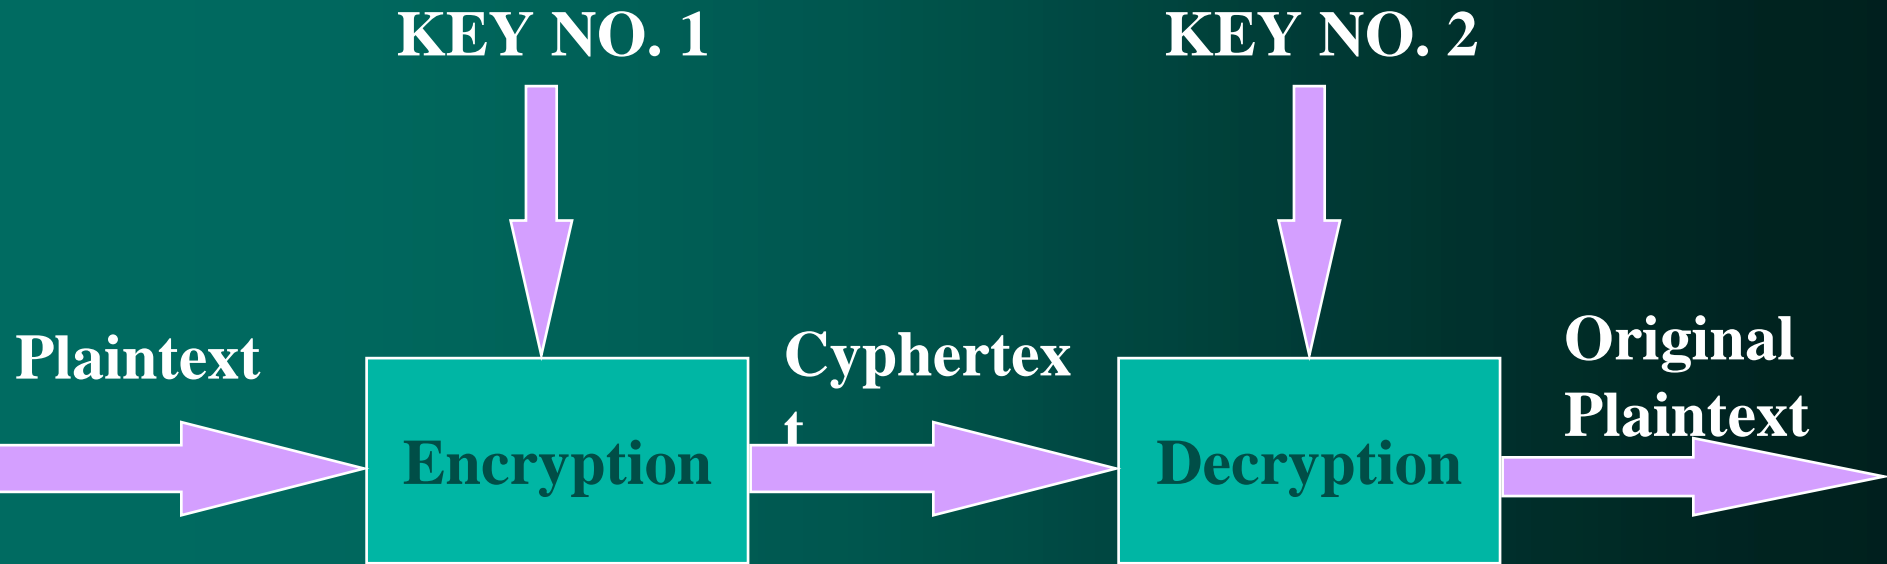 KEY NO. 1
KEY NO. 2
Plaintext
Encryption
Cyphertex
t
Decryption
Original
Plaintext